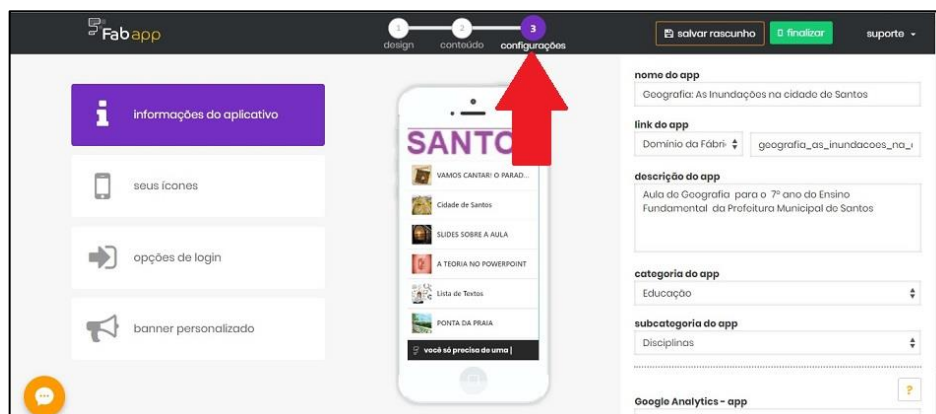 Fabapp
1
2
3
design
conteúdo
configurações
salvar rascunho
finalizar
suporte
informações do aplicativo
seus ícones
opções de login
banner personalizado
SANTO
VAMOS CANTAR! O PARAD...
Cidade de Santos
SLIDES SOBRE A AULA
A TEORIA NO POWERPOINT
Lista de Textos
PONTA DA PRAIA
você só precisa de uma |
nome do app
Geografia: As Inundações na cidade de Santos
link do app
Domínio da Fábri
geografia_as_inundacoes_na_
descrição do app
Aula de Geografia para o 7º ano do Ensino
Fundamental da Prefeitura Municipal de Santos
categoria do app
Educação
subcategoria do app
Disciplinas
?
Google Analytics - app